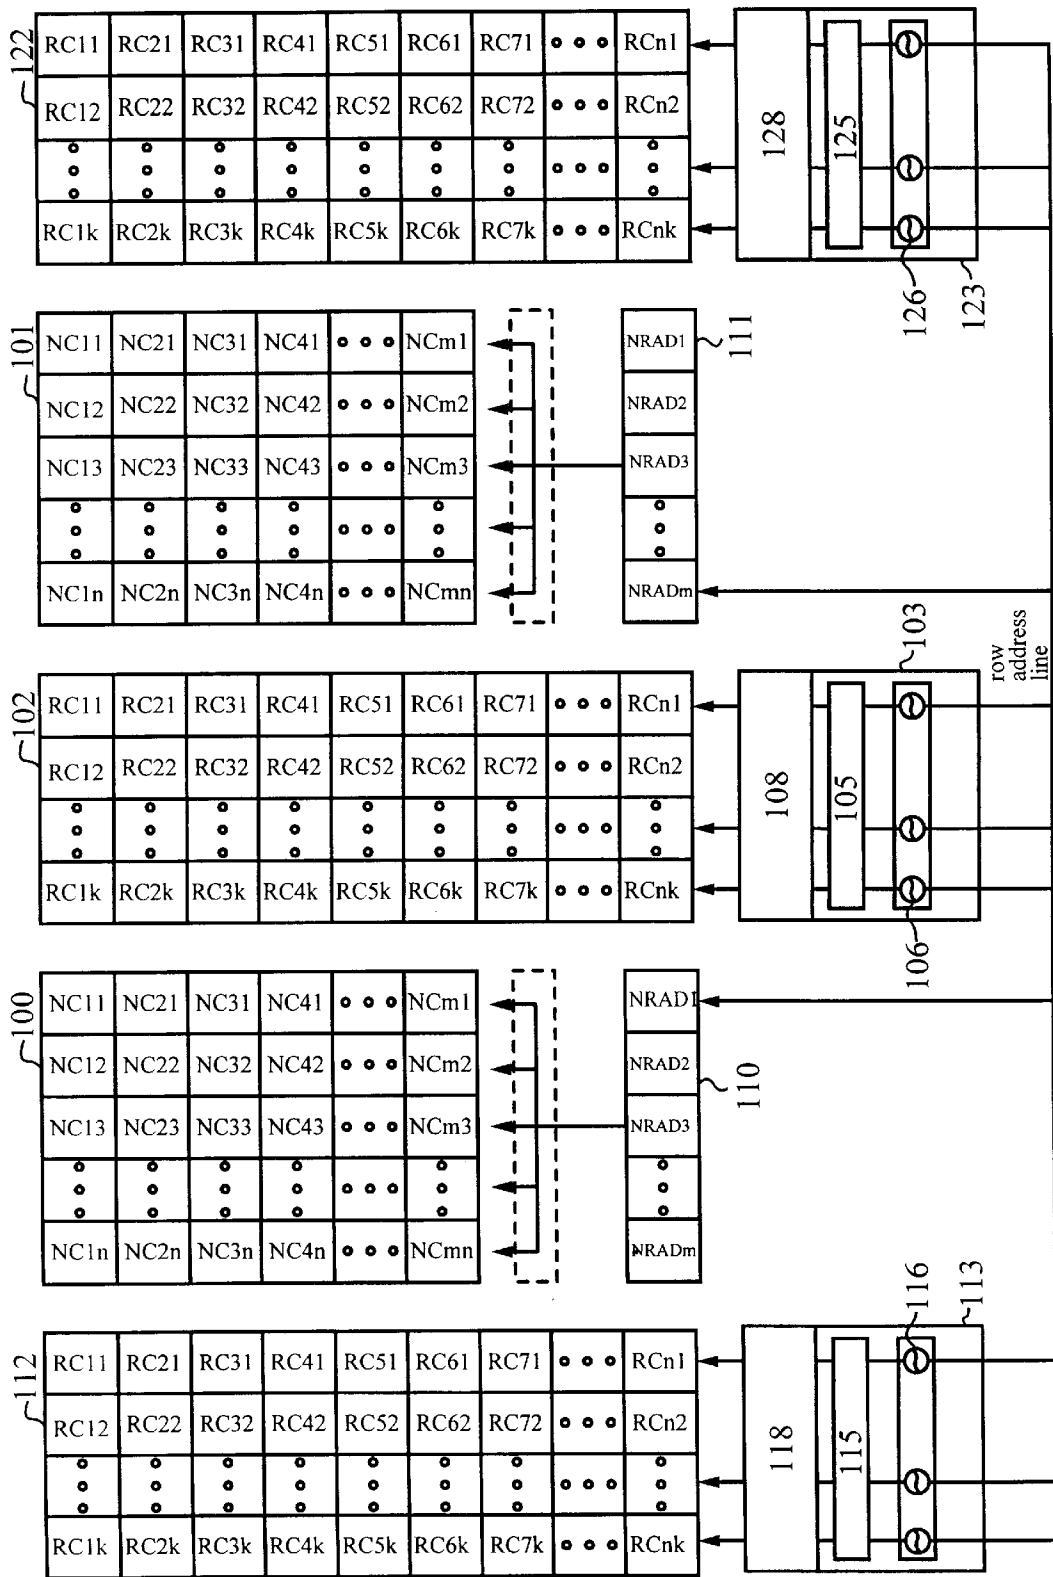 122
RC11 RC21 RC31 RC41 RC51 RC61 RC71 RCn1
RC12 RC22 RC32 RC42 RC52 RC62 RC72 RCn2
RC1k RC2k RC3k RC4k RC5k RC6k RC7k RCnk
128
125
126
123
101
NC11 NC21 NC31 NC41 NCm1
NC12 NC22 NC32 NC42 NCm2
NC13 NC23 NC33 NC43 NCm3
NC1n NC2n NC3n NC4n NCmn
NRAD1
NRAD2
NRAD3
NRADm
111
102
RC11 RC21 RC31 RC41 RC51 RC61 RC71 RCn1
RC12 RC22 RC32 RC42 RC52 RC62 RC72 RCn2
RC1k RC2k RC3k RC4k RC5k RC6k RC7k RCnk
108
105
103
106
row
address
line
100
NC11 NC21 NC31 NC41 NCm1
NC12 NC22 NC32 NC42 NCm2
NC13 NC23 NC33 NC43 NCm3
NC1n NC2n NC3n NC4n NCmn
NRAD1
NRAD2
NRAD3
NRADm
110
112
RC11 RC21 RC31 RC41 RC51 RC61 RC71 RCn1
RC12 RC22 RC32 RC42 RC52 RC62 RC72 RCn2
RC1k RC2k RC3k RC4k RC5k RC6k RC7k RCnk
118
115
116
113